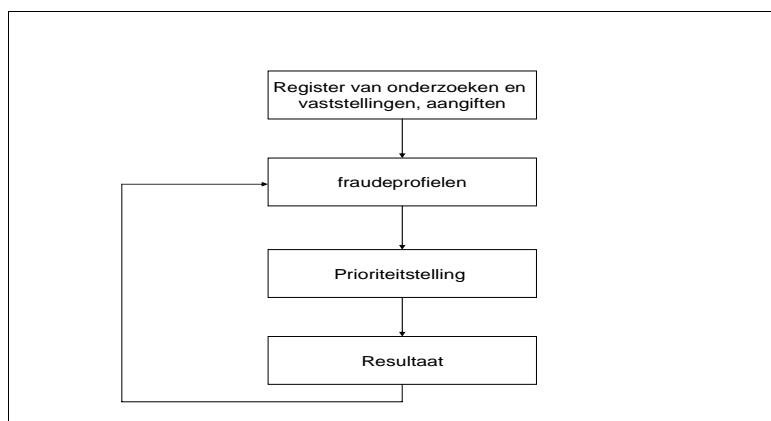 Register van onderzoeken en
vaststellingen, aangiften
fraudeprofielen
Prioriteitstelling
Resultaat